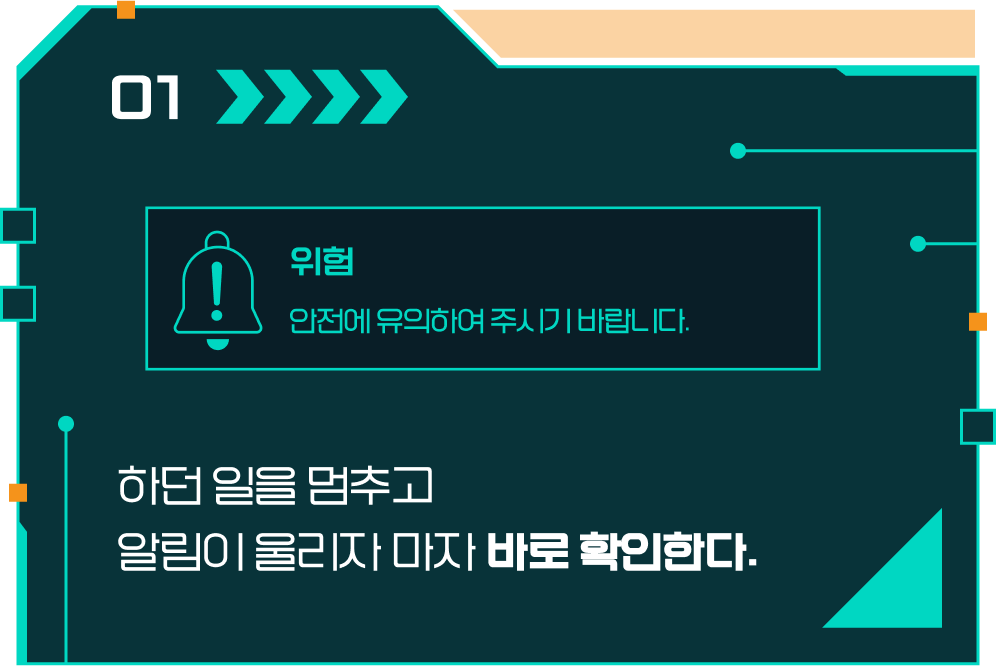 01
위험
안전에 유의하여 주시기 바랍니다.
하던 일을 멈추고
알림이 울리자 마자 바로 확인한다.